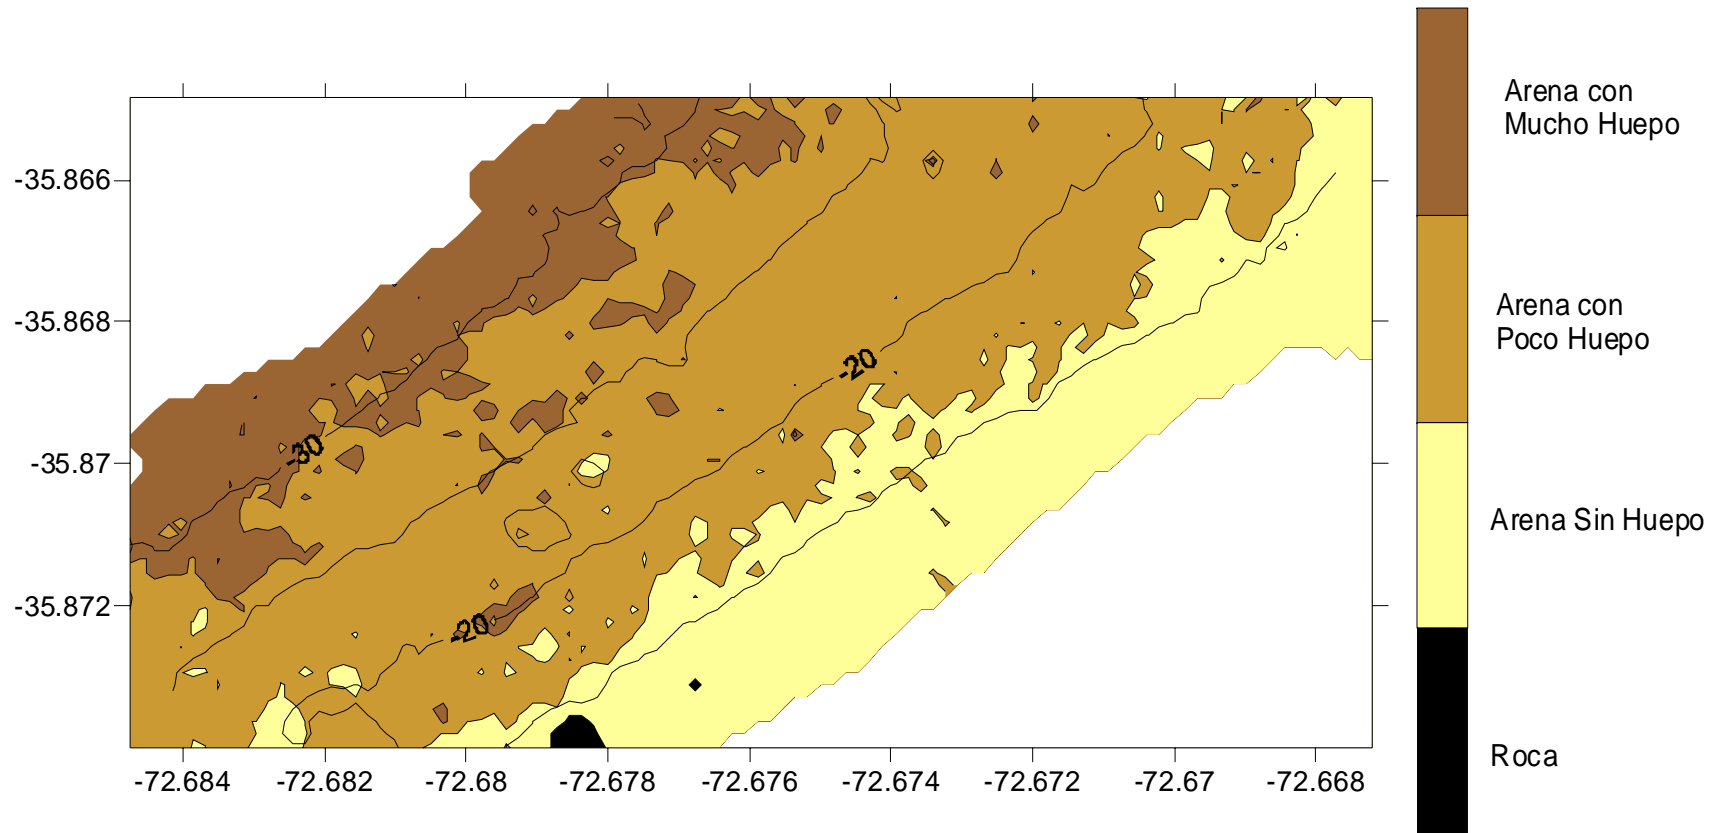 Arena con
Mucho Huepo
-35.866
Arena con
Poco Huepo
-35.868
-20
-30
-35.87
Arena Sin Huepo
-35.872
-20
Roca
-72.684 -72.682 -72.68 -72.678 -72.676 -72.674 -72.672 -72.67 -72.668